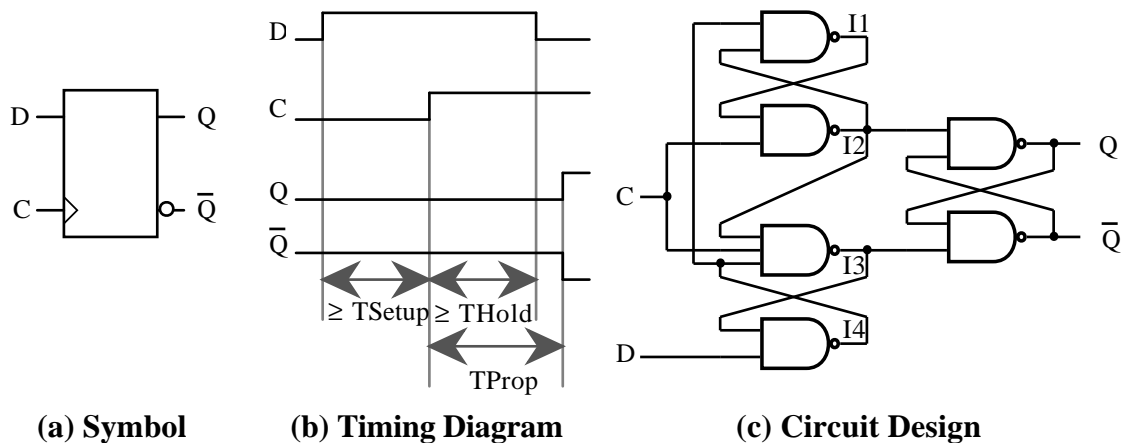 D
Q
C
Q
D
C
Q
Q
≥ TSetup
≥ THold
TProp
I1
I2
I3
I4
C
D
Q
Q
(a) Symbol
(b) Timing Diagram
(c) Circuit Design